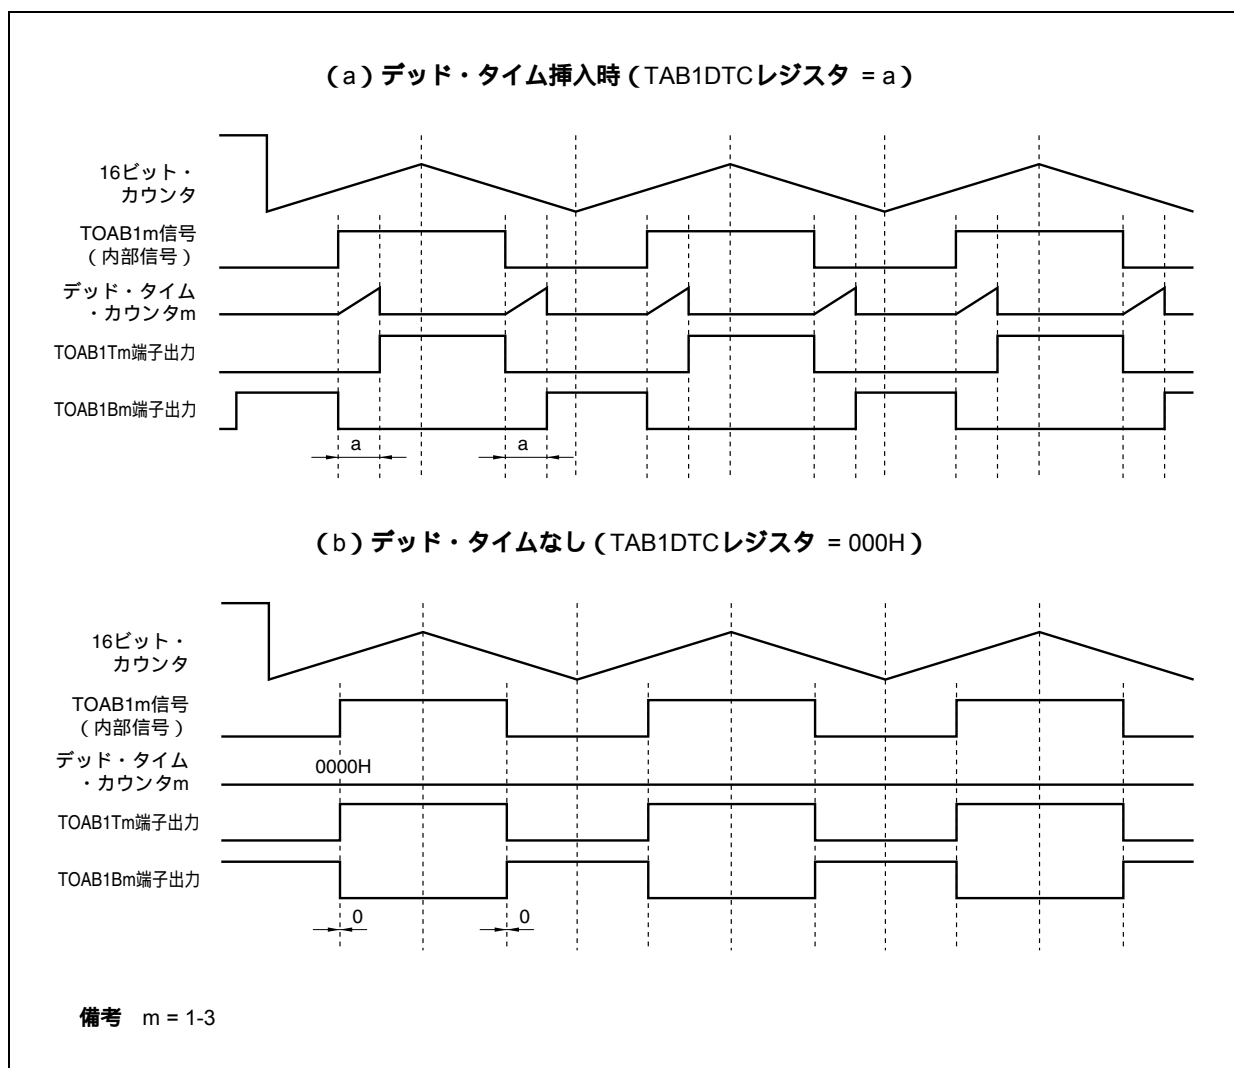 （a）デッド・タイム挿入時（TAB1DTCレジスタ = a）
16ビット・
カウンタ
TOAB1m信号
（内部信号）
デッド・タイム
・カウンタm
TOAB1Tm端子出力
TOAB1Bm端子出力
a
a
（b）デッド・タイムなし（TAB1DTCレジスタ = 000H）
16ビット・
カウンタ
TOAB1m信号
（内部信号）
デッド・タイム
・カウンタm
0000H
TOAB1Tm端子出力
TOAB1Bm端子出力
0
0
備考 m = 1-3